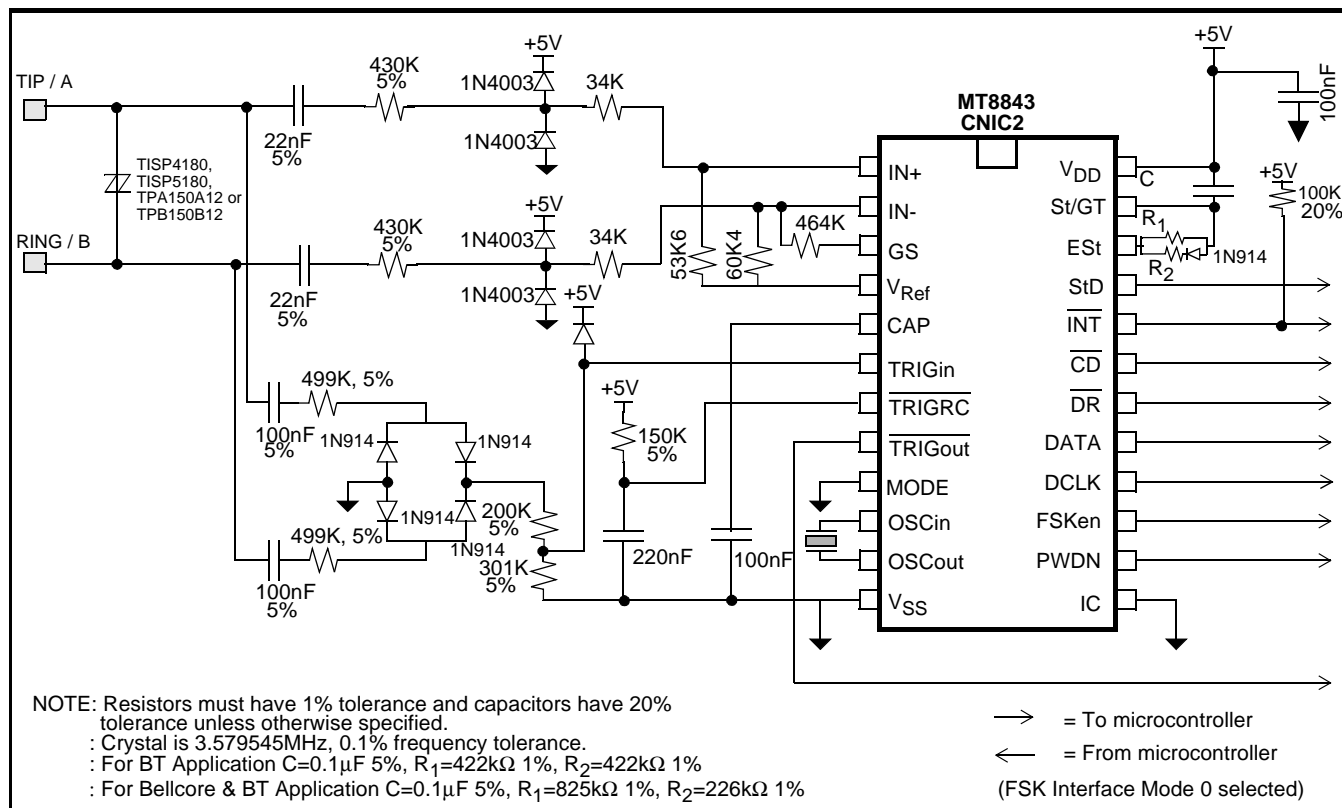 +5V
+5V
TIP / A
430K
5%
1N4003
34K
100nF
MT8843
CNIC2
22nF
5%
1N4003
TISP4180,
TISP5180,
TPA150A12 or
TPB150B12
IN+
VDD
C
+5V
100K
20%
+5V
IN-
St/GT
RING / B
430K
5%
1N4003
34K
464K
53K6
60K4
GS
ESt
R1
R2
1N914
22nF
5%
1N4003
+5V
VRef
StD
CAP
INT
TRIGin
CD
499K, 5%
100nF
5%
1N914
1N914
+5V
150K
5%
TRIGRC
DR
TRIGout
DATA
MODE
DCLK
1N914
200K
5%
OSCin
FSKen
499K, 5%
1N914
301K
5%
220nF
100nF
OSCout
PWDN
100nF
5%
VSS
IC
NOTE: Resistors must have 1% tolerance and capacitors have 20%
tolerance unless otherwise specified.
: Crystal is 3.579545MHz, 0.1% frequency tolerance.
: For BT Application C=0.1µF 5%, R1=422kΩ 1%, R2=422kΩ 1%
: For Bellcore & BT Application C=0.1µF 5%, R1=825kΩ 1%, R2=226kΩ 1%
= To microcontroller
= From microcontroller
(FSK Interface Mode 0 selected)